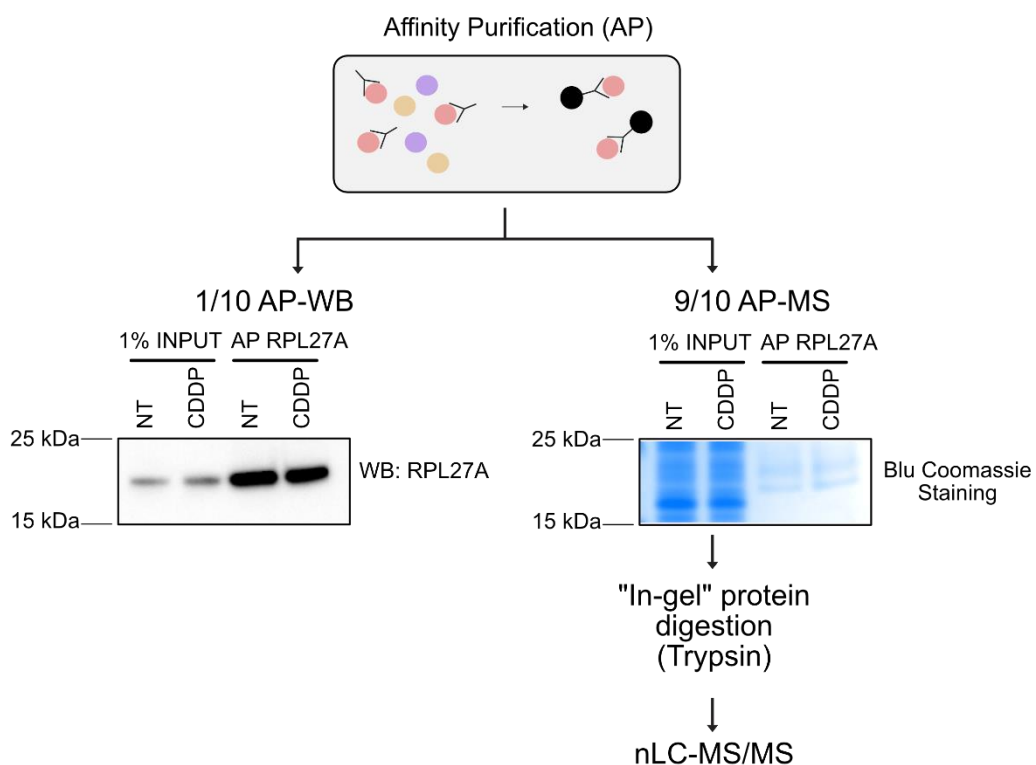 Affinity Purification (AP)
1/10 AP-WB
1% INPUT AP RPL27A
NT CDDP NT CDDP
25 kDa
WB: RPL27A
15 kDa
9/10 AP-MS
1% INPUT AP RPL27A
NT CDDP NT CDDP
25 kDa
Blu Coomassie
Staining
15 kDa
"In-gel" protein
digestion
(Trypsin)
nLC-MS/MS